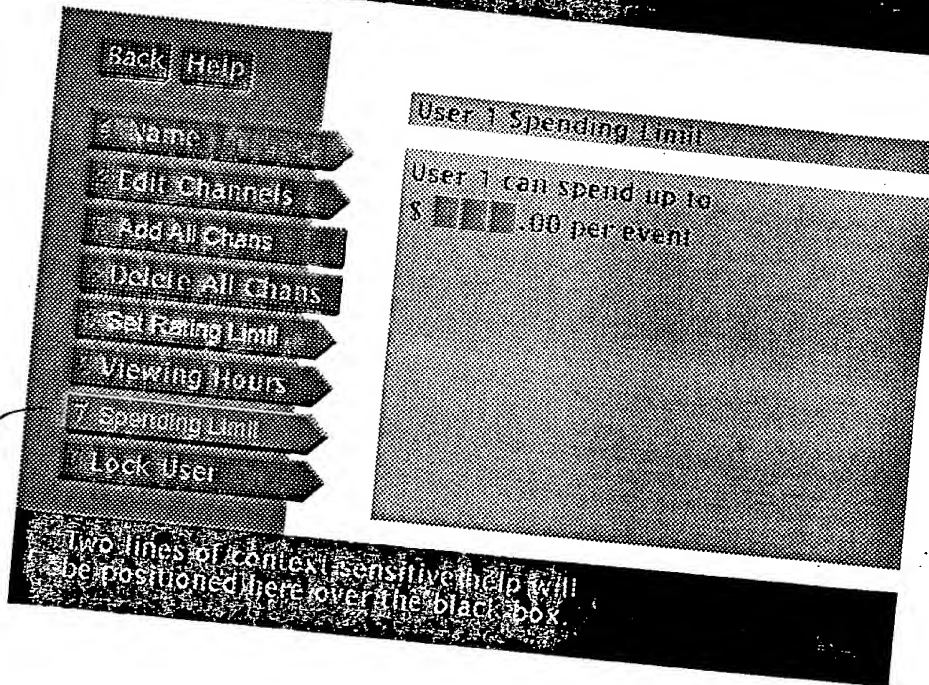 Back Help
Name
Edit Channels
Add All Chans
Delete All Chans
Set Rating Limit
Viewing Hours
7 Spending Limit
Lock User
User 1 Spending Limit
User 1 can spend up to
$ .00 per event
Two lines of context sensitive help will
be positioned here over the black box.